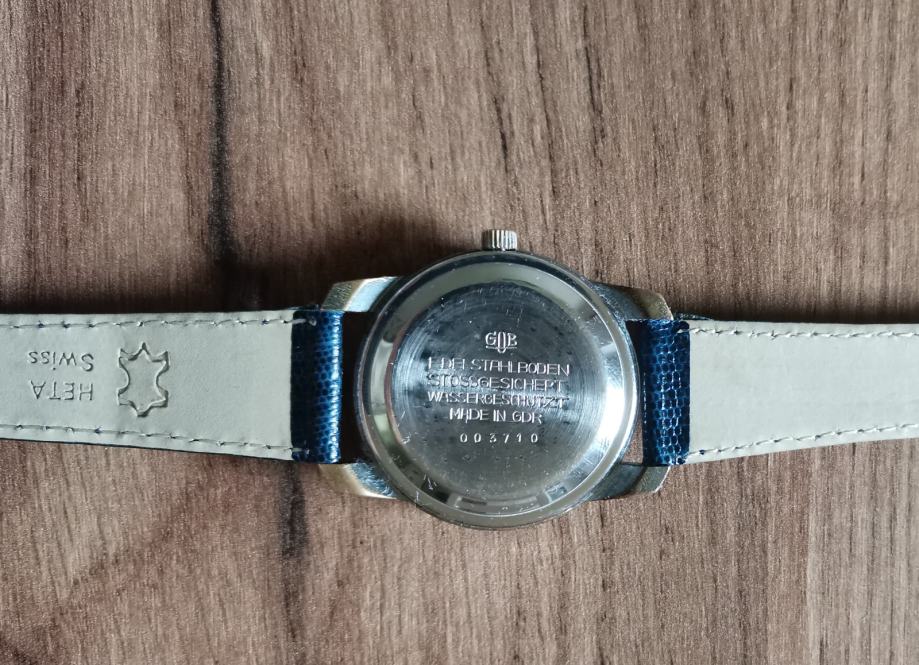 GUB
EDELSTAHLBODEN
STOSSGESICHERT
WASSERGESCHÜTZT
MADE IN GDR
003710
HETA
SWISS